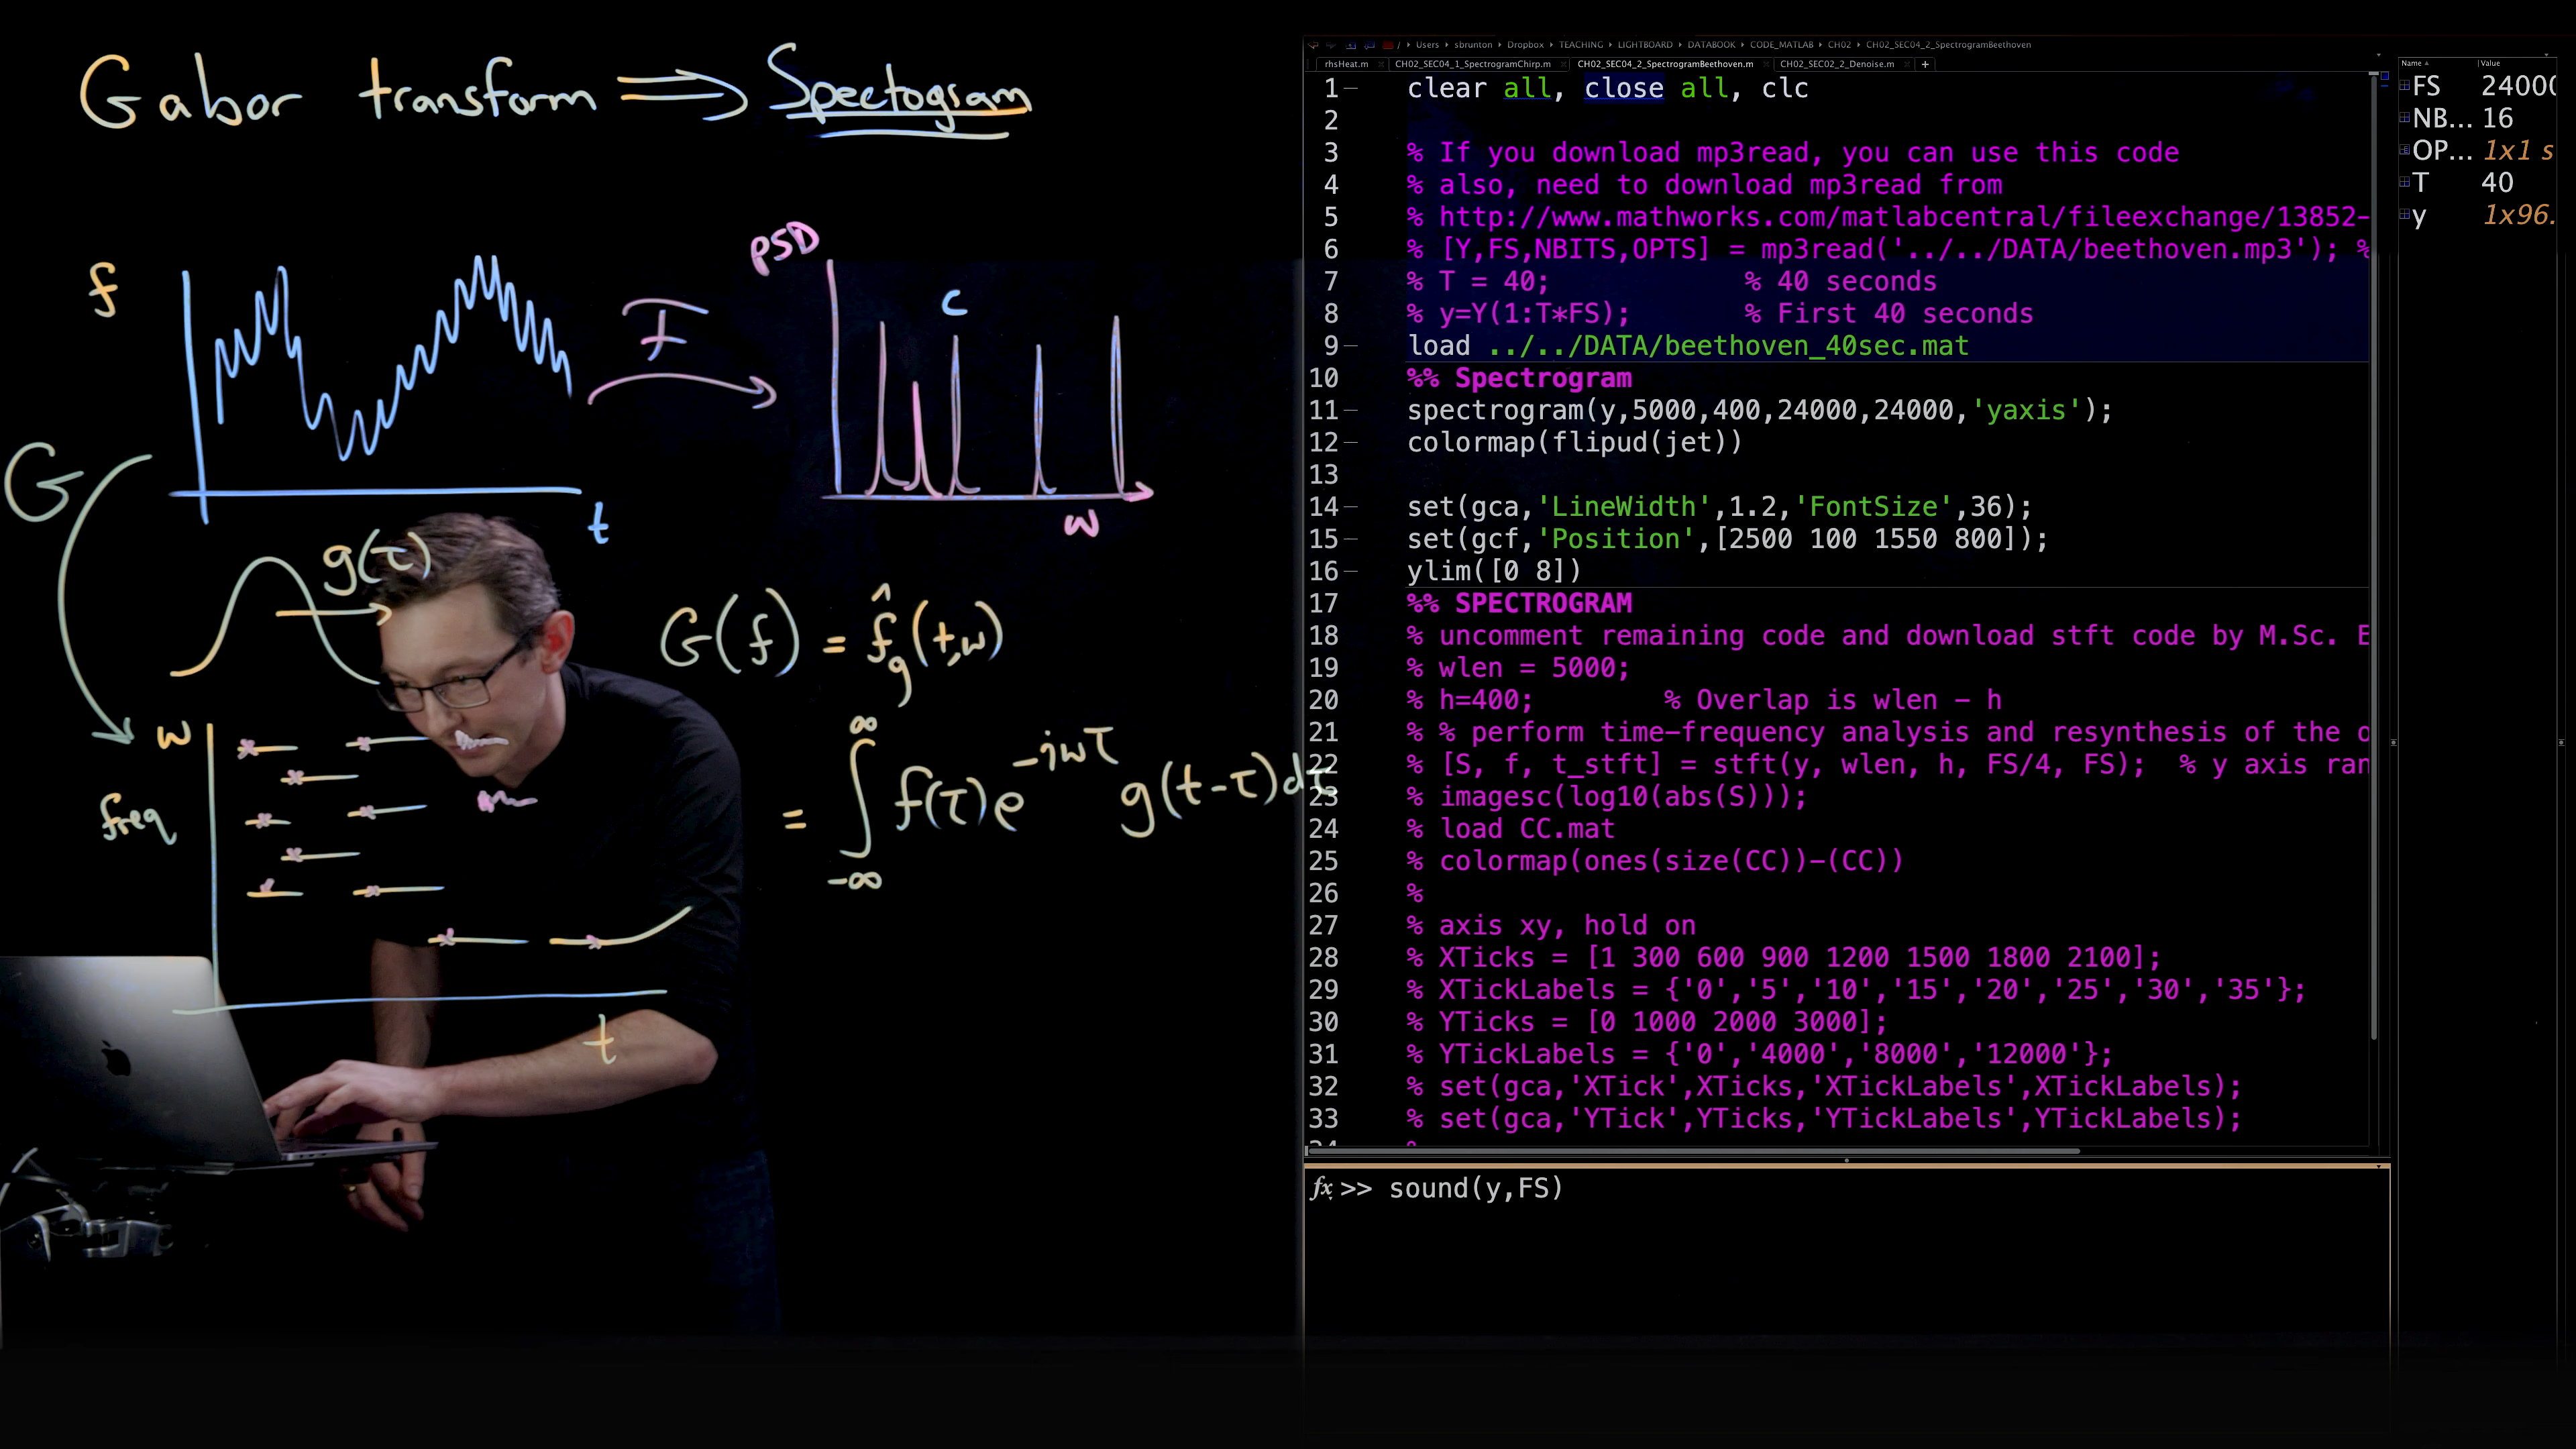 Gabor transform ⟹ Spectogram
f
t
F
PSD
C
w
G
g(τ)
G(f) = f̂g(t,w)
= ∫ -∞ ∞ f(τ)e^-iwτ g(t-τ)dτ
w
freq
t
/ ▸ Users ▸ sbrunton ▸ Dropbox ▸ TEACHING ▸ LIGHTBOARD ▸ DATABOOK ▸ CODE_MATLAB ▸ CH02 ▸ CH02_SEC04_2_SpectrogramBeethoven
rhsHeat.m × CH02_SEC04_1_SpectrogramChirp.m × CH02_SEC04_2_SpectrogramBeethoven.m × CH02_SEC02_2_Denoise.m × +
1 clear all, close all, clc
2
3 % If you download mp3read, you can use this code
4 % also, need to download mp3read from
5 % http://www.mathworks.com/matlabcentral/fileexchange/13852-
6 % [Y,FS,NBITS,OPTS] = mp3read('../../DATA/beethoven.mp3'); %
7 % T = 40; % 40 seconds
8 % y=Y(1:T*FS); % First 40 seconds
9 load ../../DATA/beethoven_40sec.mat
10 %% Spectrogram
11 spectrogram(y,5000,400,24000,24000,'yaxis');
12 colormap(flipud(jet))
13
14 set(gca,'LineWidth',1.2,'FontSize',36);
15 set(gcf,'Position',[2500 100 1550 800]);
16 ylim([0 8])
17 %% SPECTROGRAM
18 % uncomment remaining code and download stft code by M.Sc. E
19 % wlen = 5000;
20 % h=400; % Overlap is wlen - h
21 % % perform time-frequency analysis and resynthesis of the o
22 % [S, f, t_stft] = stft(y, wlen, h, FS/4, FS); % y axis ran
23 % imagesc(log10(abs(S)));
24 % load CC.mat
25 % colormap(ones(size(CC))-(CC))
26 %
27 % axis xy, hold on
28 % XTicks = [1 300 600 900 1200 1500 1800 2100];
29 % XTickLabels = {'0','5','10','15','20','25','30','35'};
30 % YTicks = [0 1000 2000 3000];
31 % YTickLabels = {'0','4000','8000','12000'};
32 % set(gca,'XTick',XTicks,'XTickLabels',XTickLabels);
33 % set(gca,'YTick',YTicks,'YTickLabels',YTickLabels);
fx >> sound(y,FS)
Name Value
FS 24000
NB... 16
OP... 1x1 s
T 40
y 1x96.